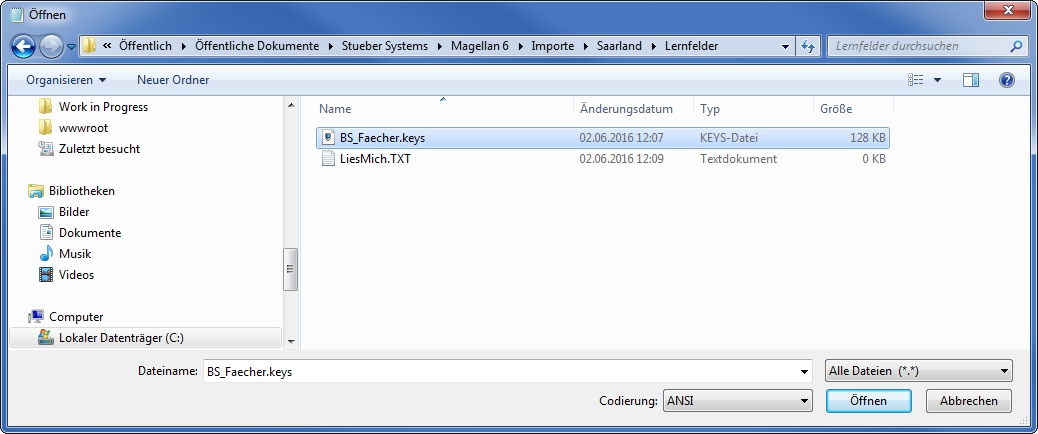 Öffnen
« Öffentlich Öffentliche Dokumente Stueber Systems Magellan 6 Importe Saarland Lernfelder
Lernfelder durchsuchen
Organisieren Neuer Ordner
Work in Progress
wwwroot
Zuletzt besucht
Bibliotheken
Bilder
Dokumente
Musik
Videos
Computer
Lokaler Datenträger (C:)
Name Änderungsdatum Typ Größe
BS_Faecher.keys 02.06.2016 12:07 KEYS-Datei 128 KB
LiesMich.TXT 02.06.2016 12:09 Textdokument 0 KB
Dateiname: BS_Faecher.keys Alle Dateien (*.*)
Codierung: ANSI Öffnen Abbrechen